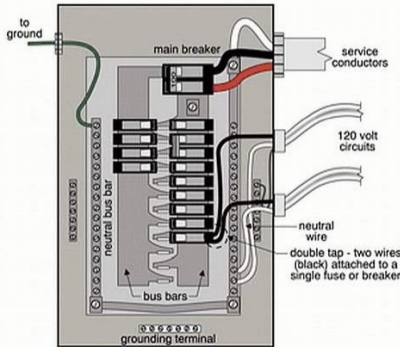 to
ground
main breaker
100
service
conductors
120 volt
circuits
neutral bus bar
neutral
wire
double tap - two wires
(black) attached to a
single fuse or breaker
bus bars
grounding terminal